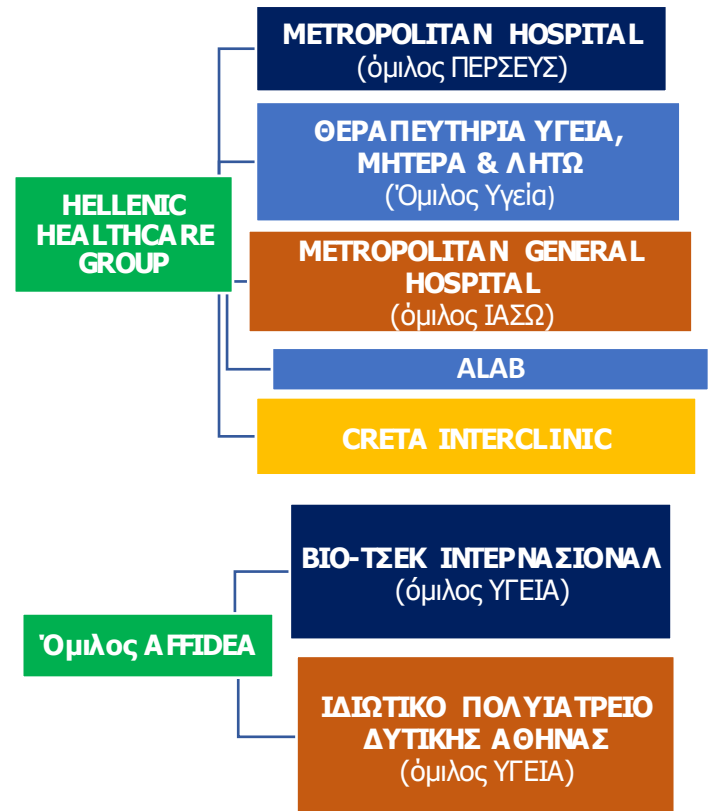 METROPOLITAN HOSPITAL
(όμιλος ΠΕΡΣΕΥΣ)
ΘΕΡΑΠΕΥΤΗΡΙΑ ΥΓΕΙΑ,
ΜΗΤΕΡΑ & ΛΗΤΩ
(Όμιλος Υγεία)
HELLENIC
HEALTHCARE
GROUP
METROPOLITAN GENERAL
HOSPITAL
(όμιλος ΙΑΣΩ)
ALAB
CRETA INTERCLINIC
ΒΙΟ-ΤΣΕΚ ΙΝΤΕΡΝΑΣΙΟΝΑΛ
(όμιλος ΥΓΕΙΑ)
Όμιλος AFFIDEA
ΙΔΙΩΤΙΚΟ ΠΟΛΥΙΑΤΡΕΙΟ
ΔΥΤΙΚΗΣ ΑΘΗΝΑΣ
(όμιλος ΥΓΕΙΑ)